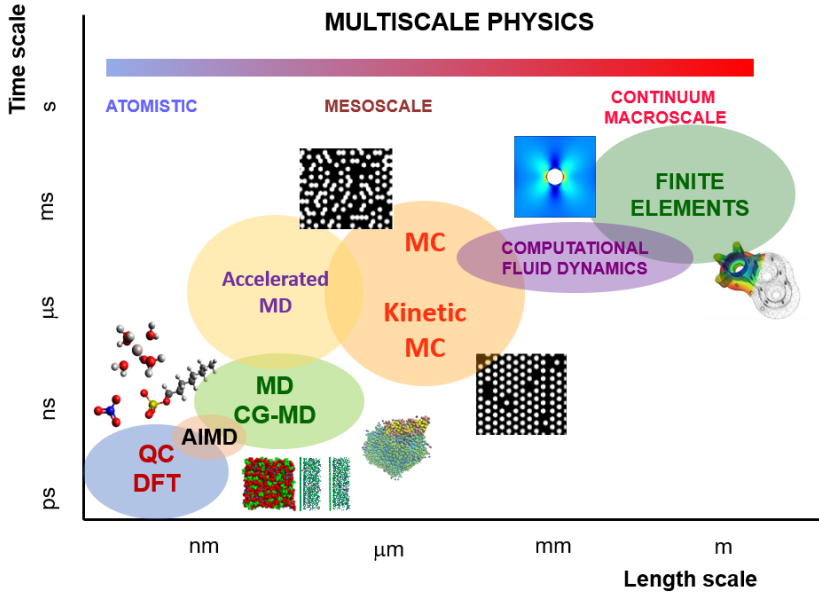 MULTISCALE PHYSICS
Time scale
ATOMISTIC
MESOSCALE
CONTINUUM
MACROSCALE
s
ms
μs
ns
ps
FINITE
ELEMENTS
MC
COMPUTATIONAL
FLUID DYNAMICS
Accelerated
MD
Kinetic
MC
MD
CG-MD
AIMD
QC
DFT
nm
μm
mm
m
Length scale